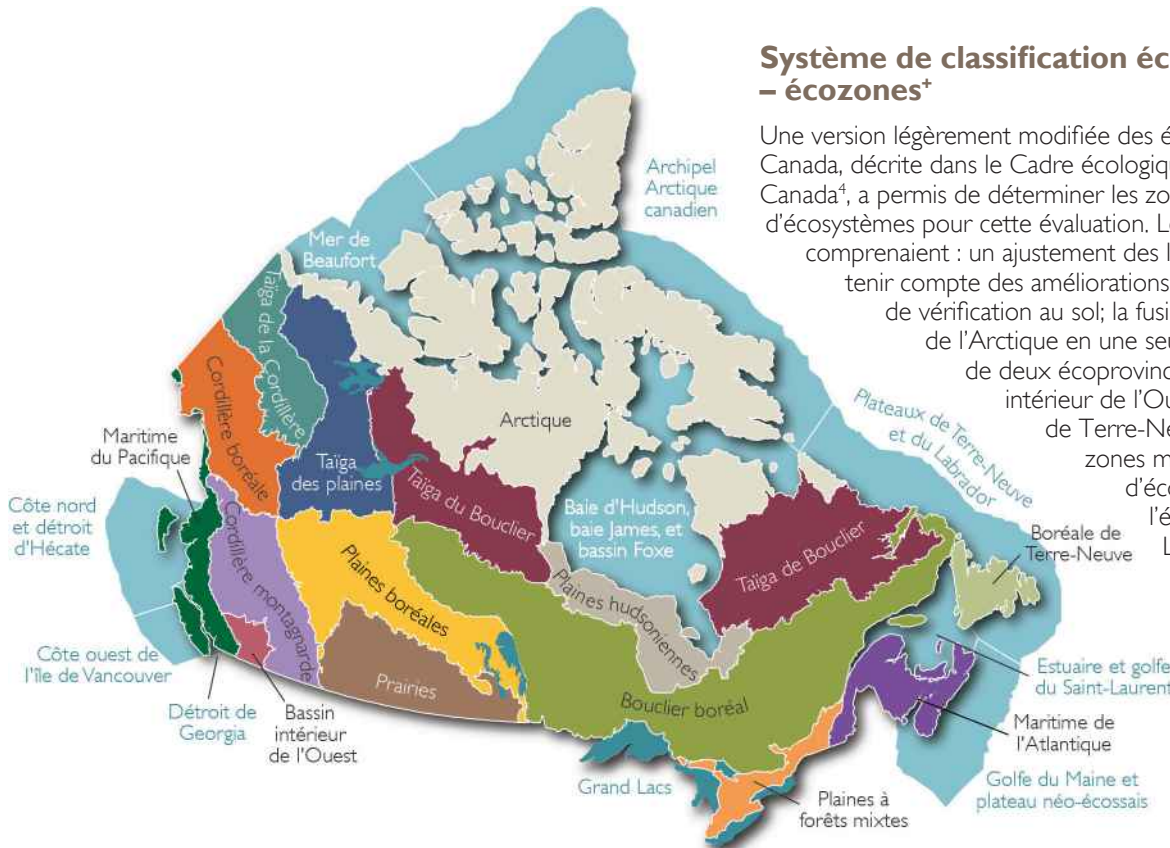 Système de classification éc
– écozones⁺
Une version légèrement modifiée des é
Canada, décrite dans le Cadre écologiq
Canada⁴, a permis de déterminer les zo
d'écosystèmes pour cette évaluation. L
comprenaient : un ajustement des l
tenir compte des améliorations
de vérification au sol; la fusi
de l'Arctique en une seu
de deux écoprovinc
intérieur de l'Ou
de Terre-Ne
zones m
d'éco
l'é
L
Archipel
Arctique
canadien
Mer de
Beaufort
Taïga de la Cordillère
Cordillère boréale
Taïga
des plaines
Arctique
Taïga du Bouclier
Baie d'Hudson,
baie James, et
bassin Foxe
Plateaux de Terre-Neuve
et du Labrador
Taïga de Bouclier
Boréale de
Terre-Neuve
Maritime
du Pacifique
Côte nord
et détroit
d'Hécate
Cordillère montagnarde
Plaines boréales
Plaines hudsoniennes
Prairies
Bouclier boréal
Côte ouest de
l'île de Vancouver
Détroit de
Georgia
Bassin
intérieur
de l'Ouest
Grand Lacs
Plaines à
forêts mixtes
Estuaire et golfe
du Saint-Laurent
Maritime de
l'Atlantique
Golfe du Maine et
plateau néo-écossais